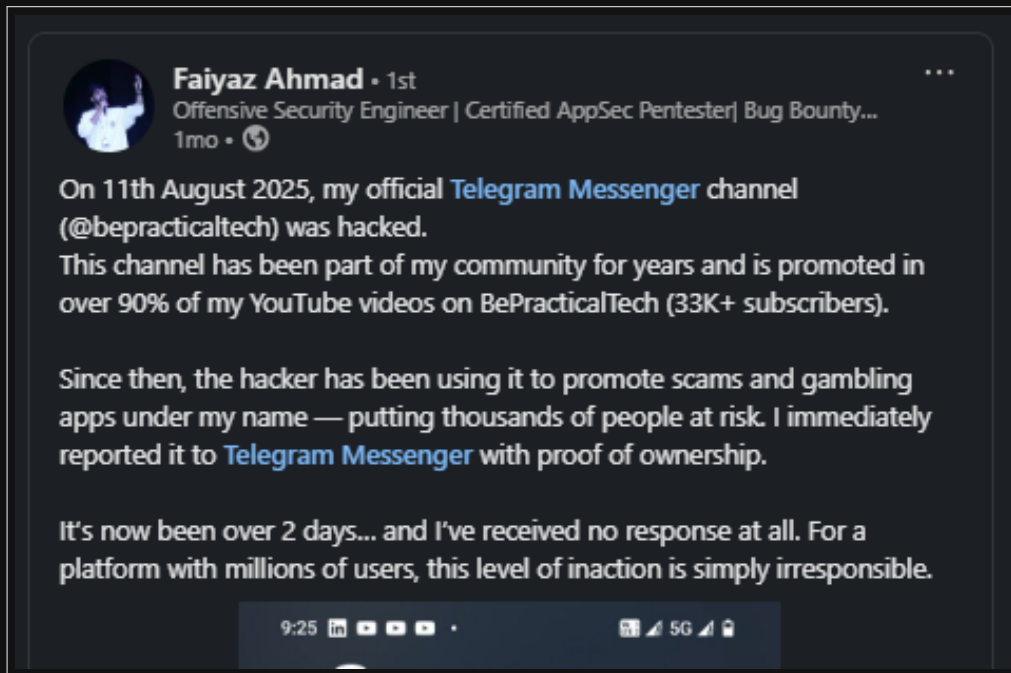 Faiyaz Ahmad • 1st
Offensive Security Engineer | Certified AppSec Pentester| Bug Bounty...
1mo •
On 11th August 2025, my official Telegram Messenger channel
(@bepracticaltech) was hacked.
This channel has been part of my community for years and is promoted in
over 90% of my YouTube videos on BePracticalTech (33K+ subscribers).
Since then, the hacker has been using it to promote scams and gambling
apps under my name — putting thousands of people at risk. I immediately
reported it to Telegram Messenger with proof of ownership.
It's now been over 2 days... and I've received no response at all. For a
platform with millions of users, this level of inaction is simply irresponsible.
9:25 in 5G